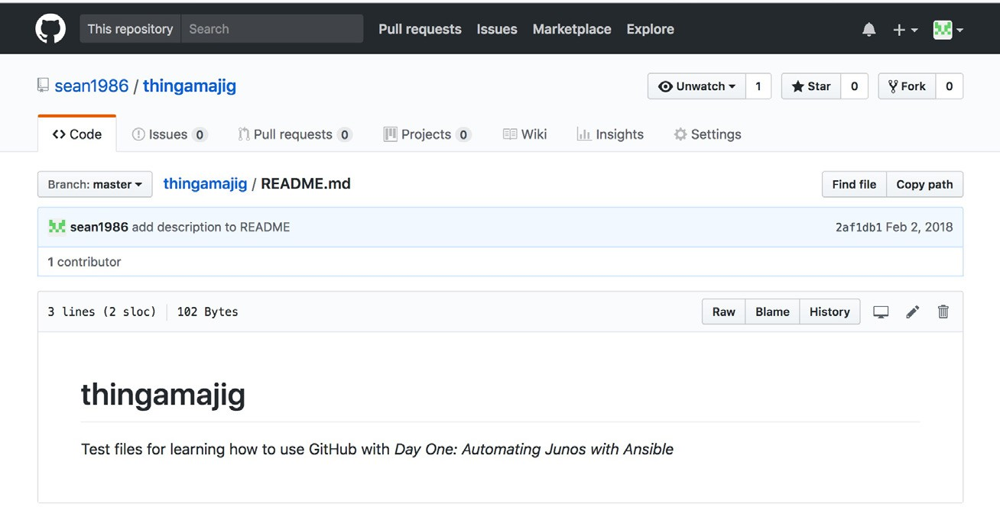 This repository Search Pull requests Issues Marketplace Explore
sean1986 / thingamajig Unwatch 1 Star 0 Fork 0
Code Issues 0 Pull requests 0 Projects 0 Wiki Insights Settings
Branch: master thingamajig / README.md Find file Copy path
sean1986 add description to README 2af1db1 Feb 2, 2018
1 contributor
3 lines (2 sloc) 102 Bytes Raw Blame History
thingamajig
Test files for learning how to use GitHub with Day One: Automating Junos with Ansible